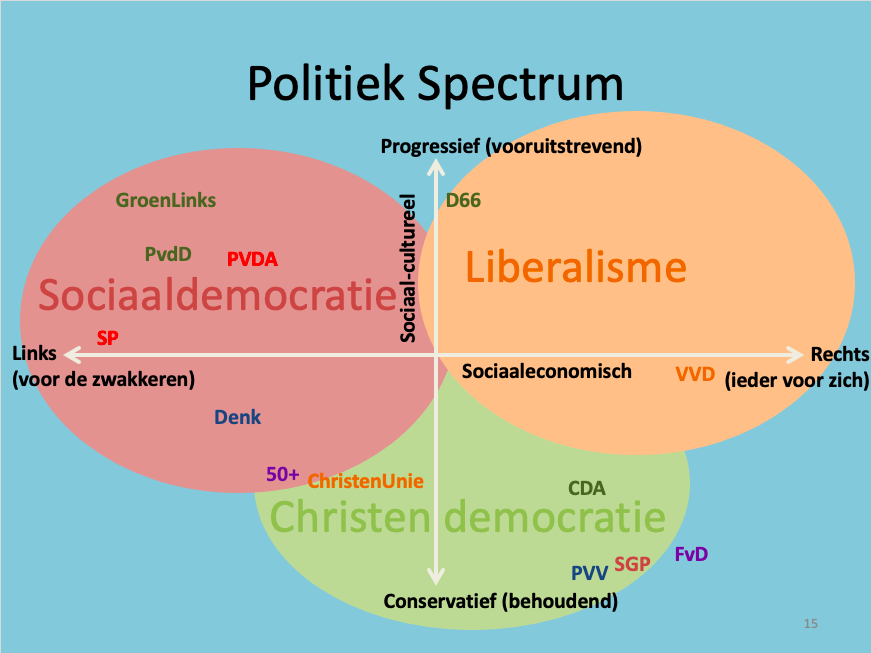 Politiek Spectrum
Progressief (vooruitstrevend)
GroenLinks
D66
Sociaal-cultureel
PvdD
PVDA
Liberalisme
Sociaaldemocratie
SP
Links
(voor de zwakkeren)
Rechts
(ieder voor zich)
Sociaaleconomisch
VVD
Denk
50+
ChristenUnie
CDA
Christen democratie
FvD
SGP
PVV
Conservatief (behoudend)
15